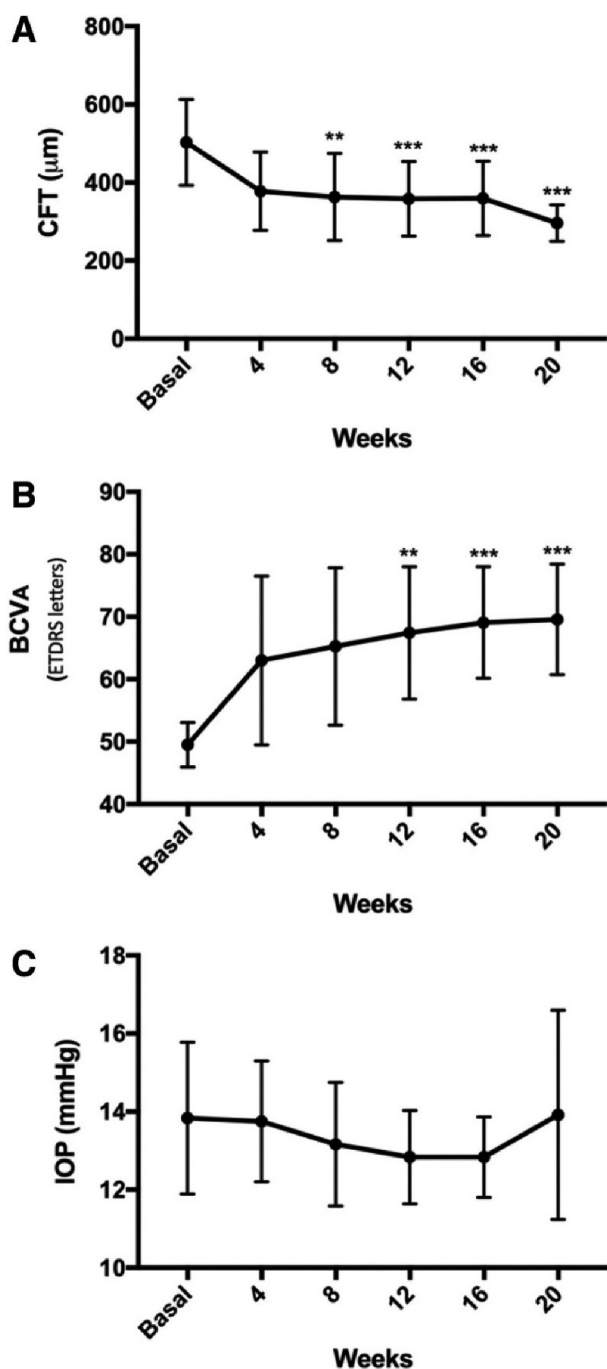 A
800
600
400
200
0
CFT (μm)
**
***
***
***
Basal
4
8
12
16
20
Weeks
B
90
80
70
60
50
40
BCVA
(ETDRS letters)
**
***
***
Basal
4
8
12
16
20
Weeks
C
18
16
14
12
10
IOP (mmHg)
Basal
4
8
12
16
20
Weeks